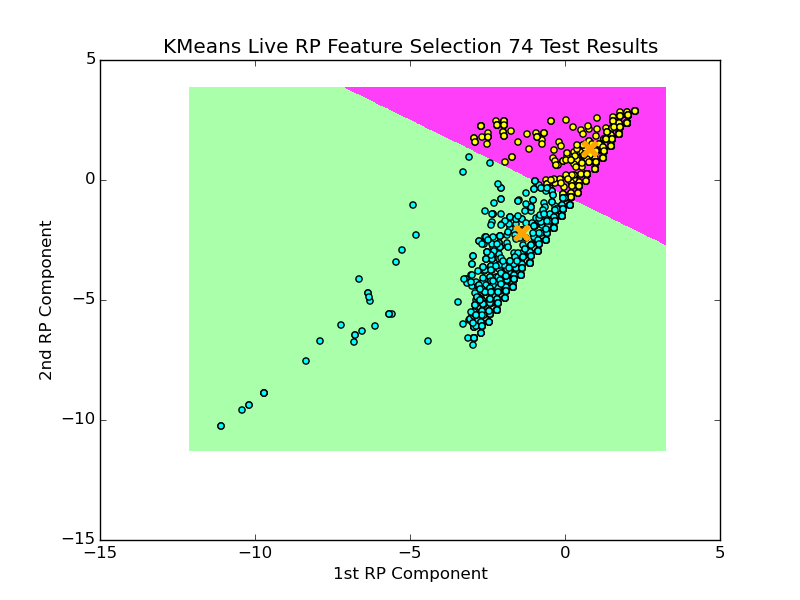 KMeans Live RP Feature Selection 74 Test Results
5
0
−5
−10
−15
2nd RP Component
−15 −10 −5 0 5
1st RP Component